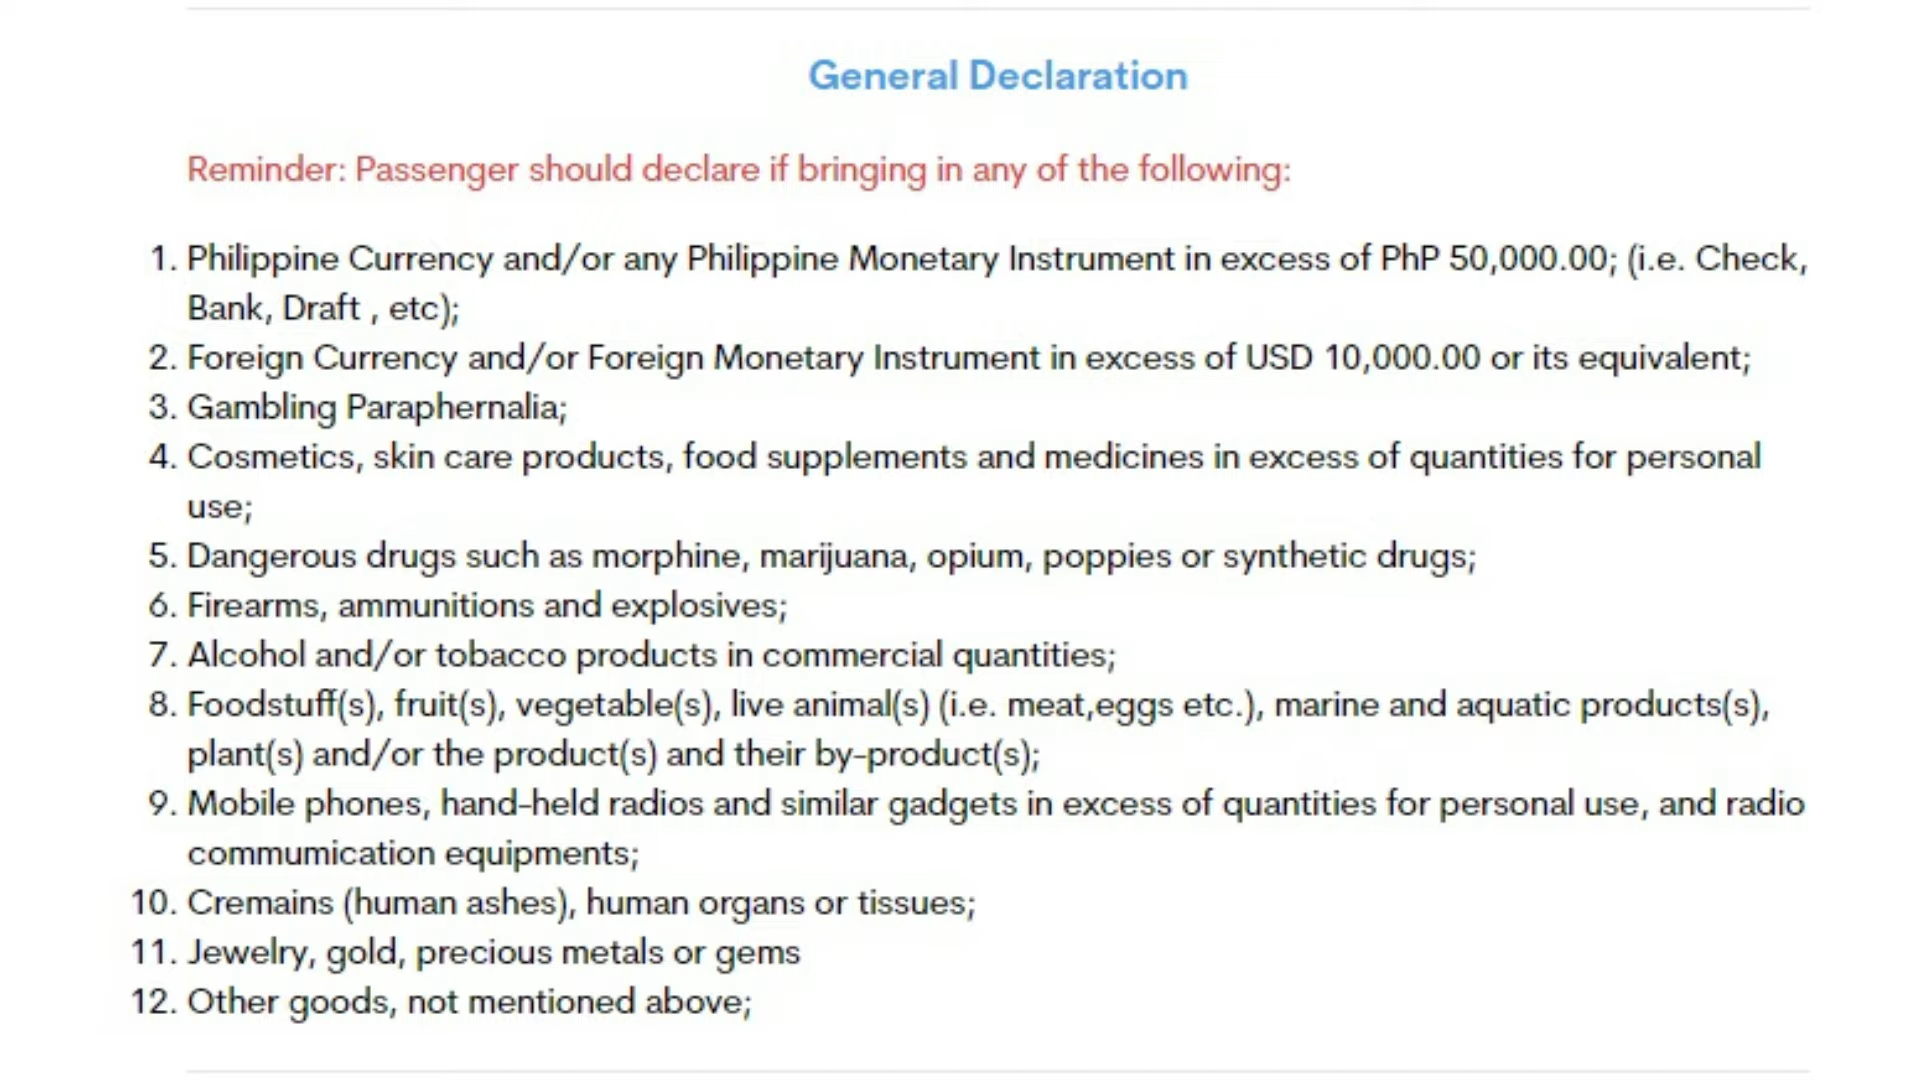 General Declaration
Reminder: Passenger should declare if bringing in any of the following:
1. Philippine Currency and/or any Philippine Monetary Instrument in excess of PhP 50,000.00; (i.e. Check,
Bank, Draft , etc);
2. Foreign Currency and/or Foreign Monetary Instrument in excess of USD 10,000.00 or its equivalent;
3. Gambling Paraphernalia;
4. Cosmetics, skin care products, food supplements and medicines in excess of quantities for personal
use;
5. Dangerous drugs such as morphine, marijuana, opium, poppies or synthetic drugs;
6. Firearms, ammunitions and explosives;
7. Alcohol and/or tobacco products in commercial quantities;
8. Foodstuff(s), fruit(s), vegetable(s), live animal(s) (i.e. meat,eggs etc.), marine and aquatic products(s),
plant(s) and/or the product(s) and their by-product(s);
9. Mobile phones, hand-held radios and similar gadgets in excess of quantities for personal use, and radio
commumication equipments;
10. Cremains (human ashes), human organs or tissues;
11. Jewelry, gold, precious metals or gems
12. Other goods, not mentioned above;